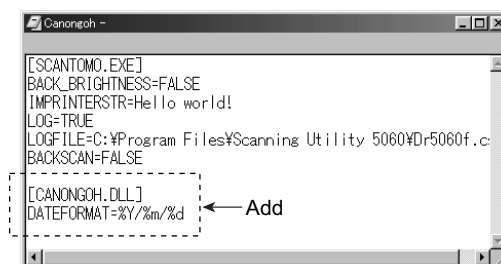 Canongoh -
[SCANTOMO.EXE]
BACK_BRIGHTNESS=FALSE
IMPRINTERSTR=Hello world!
LOG=TRUE
LOGFILE=C:¥Program Files¥Scanning Utility 5060¥Dr5060f.c
BACKSCAN=FALSE
[CANONGOH.DLL]
DATEFORMAT=%Y/%m/%d
Add